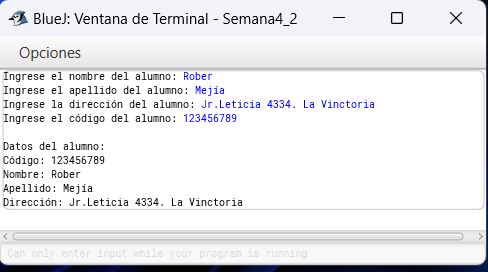 BlueJ: Ventana de Terminal - Semana4_2
Opciones
Ingrese el nombre del alumno: Rober
Ingrese el apellido del alumno: Mejía
Ingrese la dirección del alumno: Jr.Leticia 4334. La Vinctoria
Ingrese el código del alumno: 123456789
Datos del alumno:
Código: 123456789
Nombre: Rober
Apellido: Mejía
Dirección: Jr.Leticia 4334. La Vinctoria
Can only enter input while your program is running